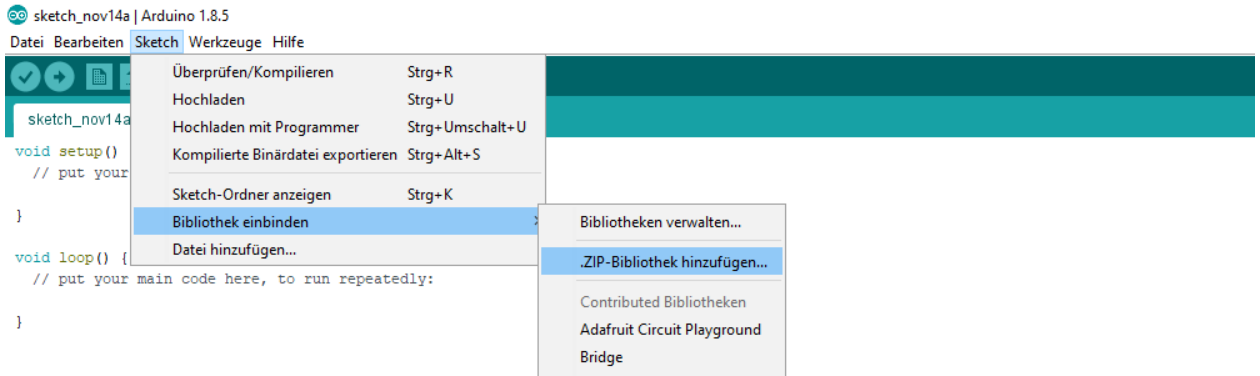 sketch_nov14a | Arduino 1.8.5
Datei Bearbeiten Sketch Werkzeuge Hilfe
Überprüfen/Kompilieren Strg+R
Hochladen Strg+U
Hochladen mit Programmer Strg+Umschalt+U
Kompilierte Binärdatei exportieren Strg+Alt+S
Sketch-Ordner anzeigen Strg+K
Bibliothek einbinden
Datei hinzufügen...
Bibliotheken verwalten...
.ZIP-Bibliothek hinzufügen...
Contributed Bibliotheken
Adafruit Circuit Playground
Bridge
sketch_nov14a
void setup()
// put your
}
void loop() {
// put your main code here, to run repeatedly:
}